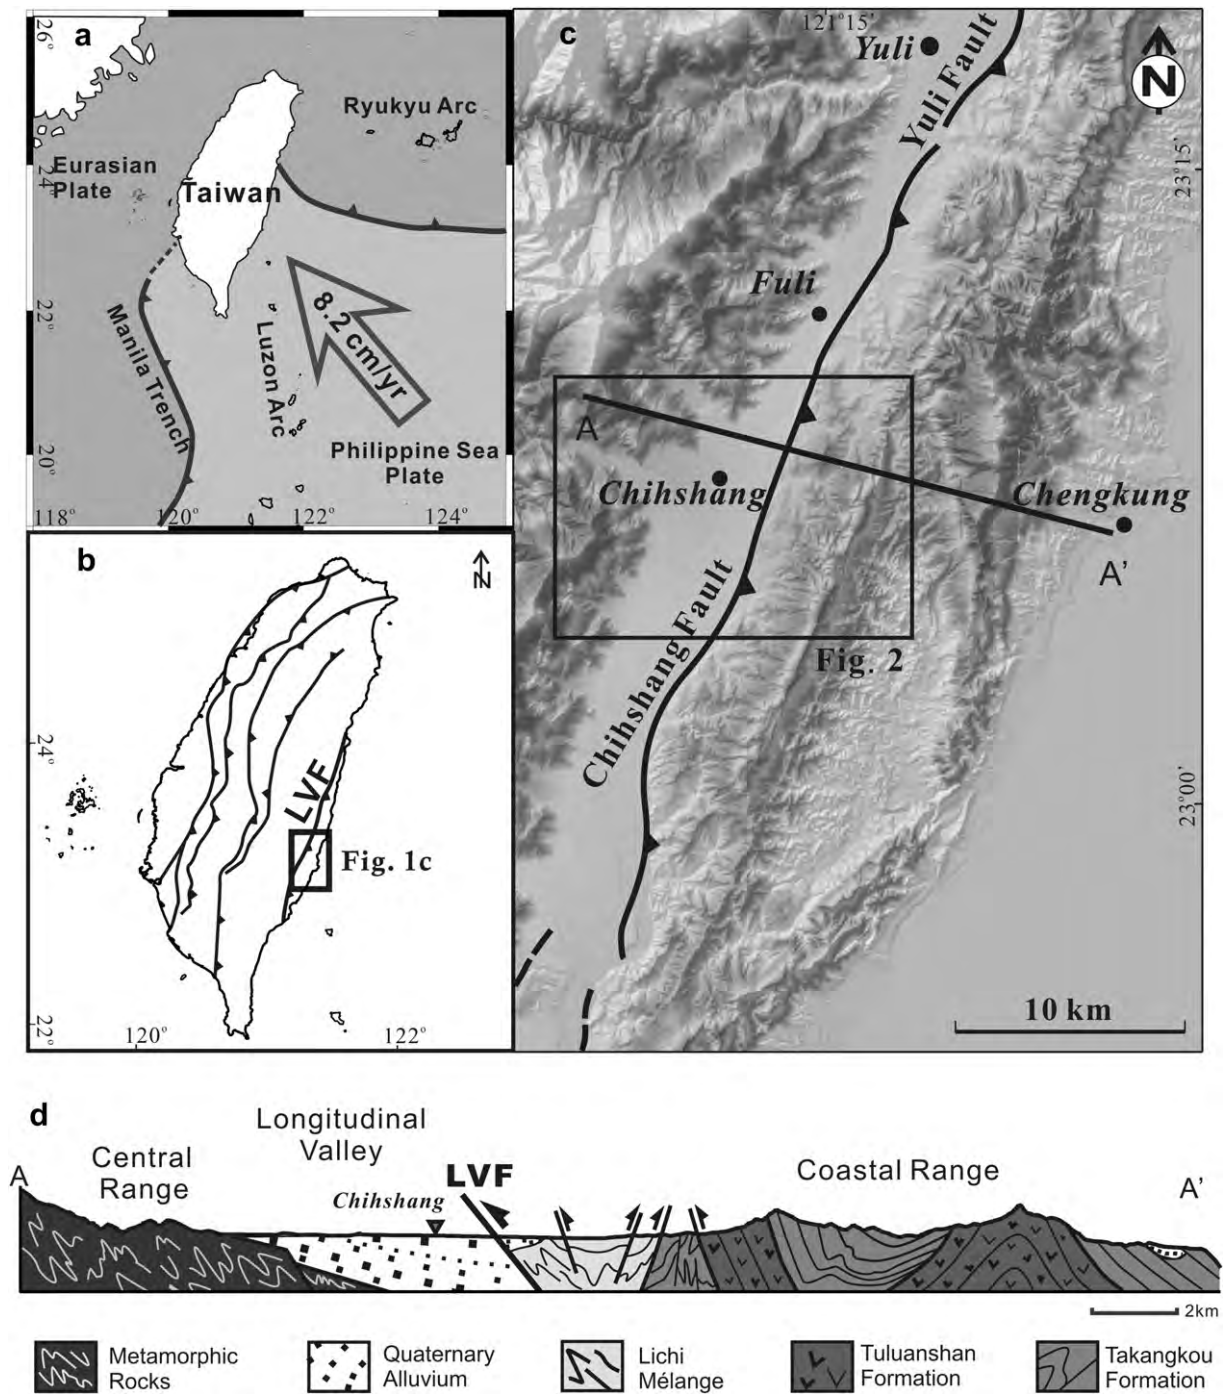 a
26°
24°
22°
20°
118°
120°
122°
124°
Ryukyu Arc
Eurasian
Plate
Taiwan
8.2 cm/yr
Manila Trench
Luzon Arc
Philippine Sea
Plate
b
N
24°
22°
120°
122°
LVF
Fig. 1c
c
121°15'
Yuli
Yuli Fault
N
23°15'
Fuli
A
Chihshang
Chengkung
A'
Fig. 2
Chihshang Fault
23°00'
10 km
d
Longitudinal
Valley
Central
Range
A
Chihshang
LVF
Coastal Range
A'
2km
Metamorphic
Rocks
Quaternary
Alluvium
Lichi
Mélange
Tuluanshan
Formation
Takangkou
Formation